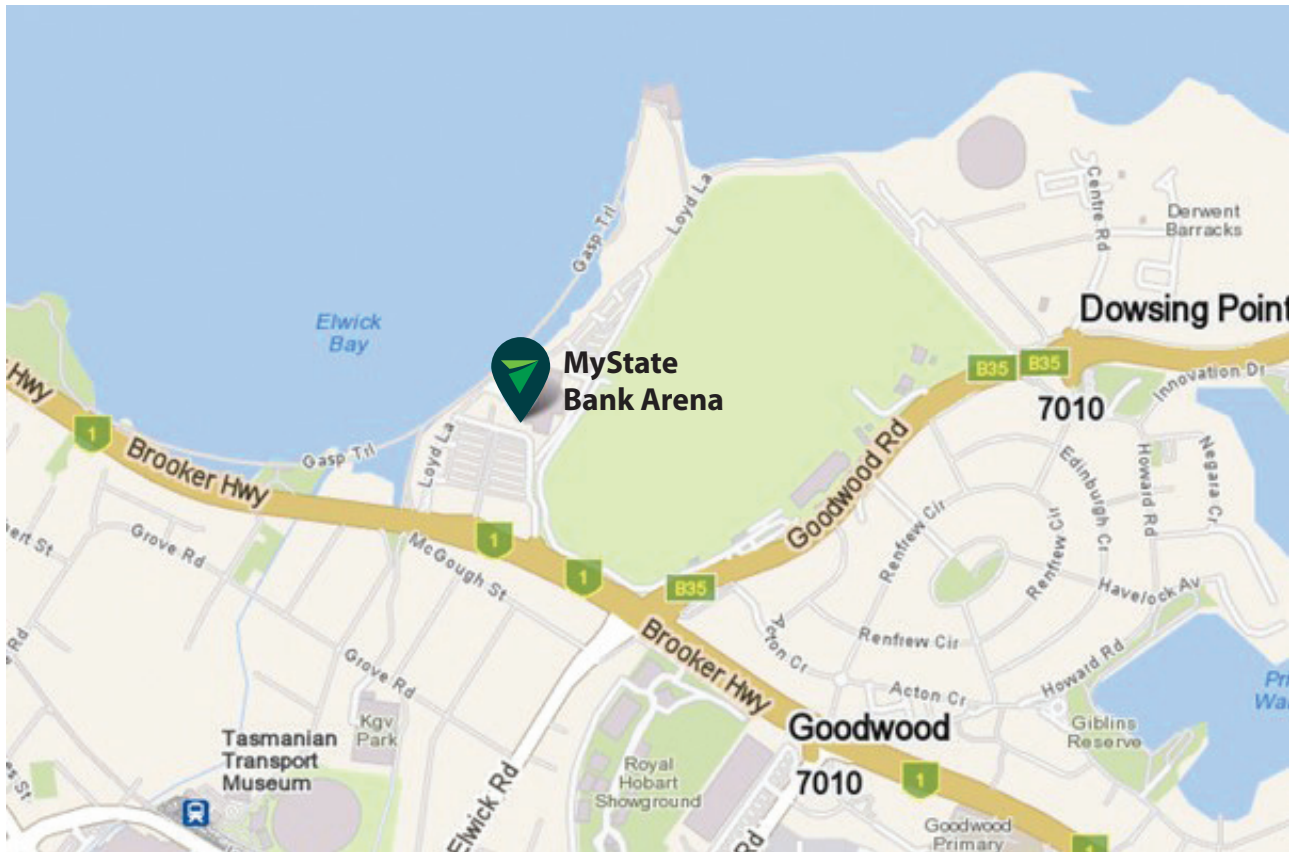 Loyd La
Gasp Trl
Centre Rd
Derwent
Barracks
Elwick
Bay
Dowsing Point
MyState
Bank Arena
B35
B35
Innovation Dr
7010
Hwy
1
Brooker Hwy
Gasp Trl
Loyd La
Goodwood Rd
Edinburgh Cr
Howard Rd
Negara Cr
Renfrew Cir
Renfrew Cir
Grove Rd
McGough St
1
1
B35
Havelock Av
Acton Cr
Renfrew Cir
Brooker Hwy
Howard Rd
Grove Rd
Acton Cr
Kgv
Park
Goodwood
Giblins
Reserve
Tasmanian
Transport
Museum
Royal
Hobart
Showground
7010
1
Elwick Rd
Rd
Goodwood
Primary
1